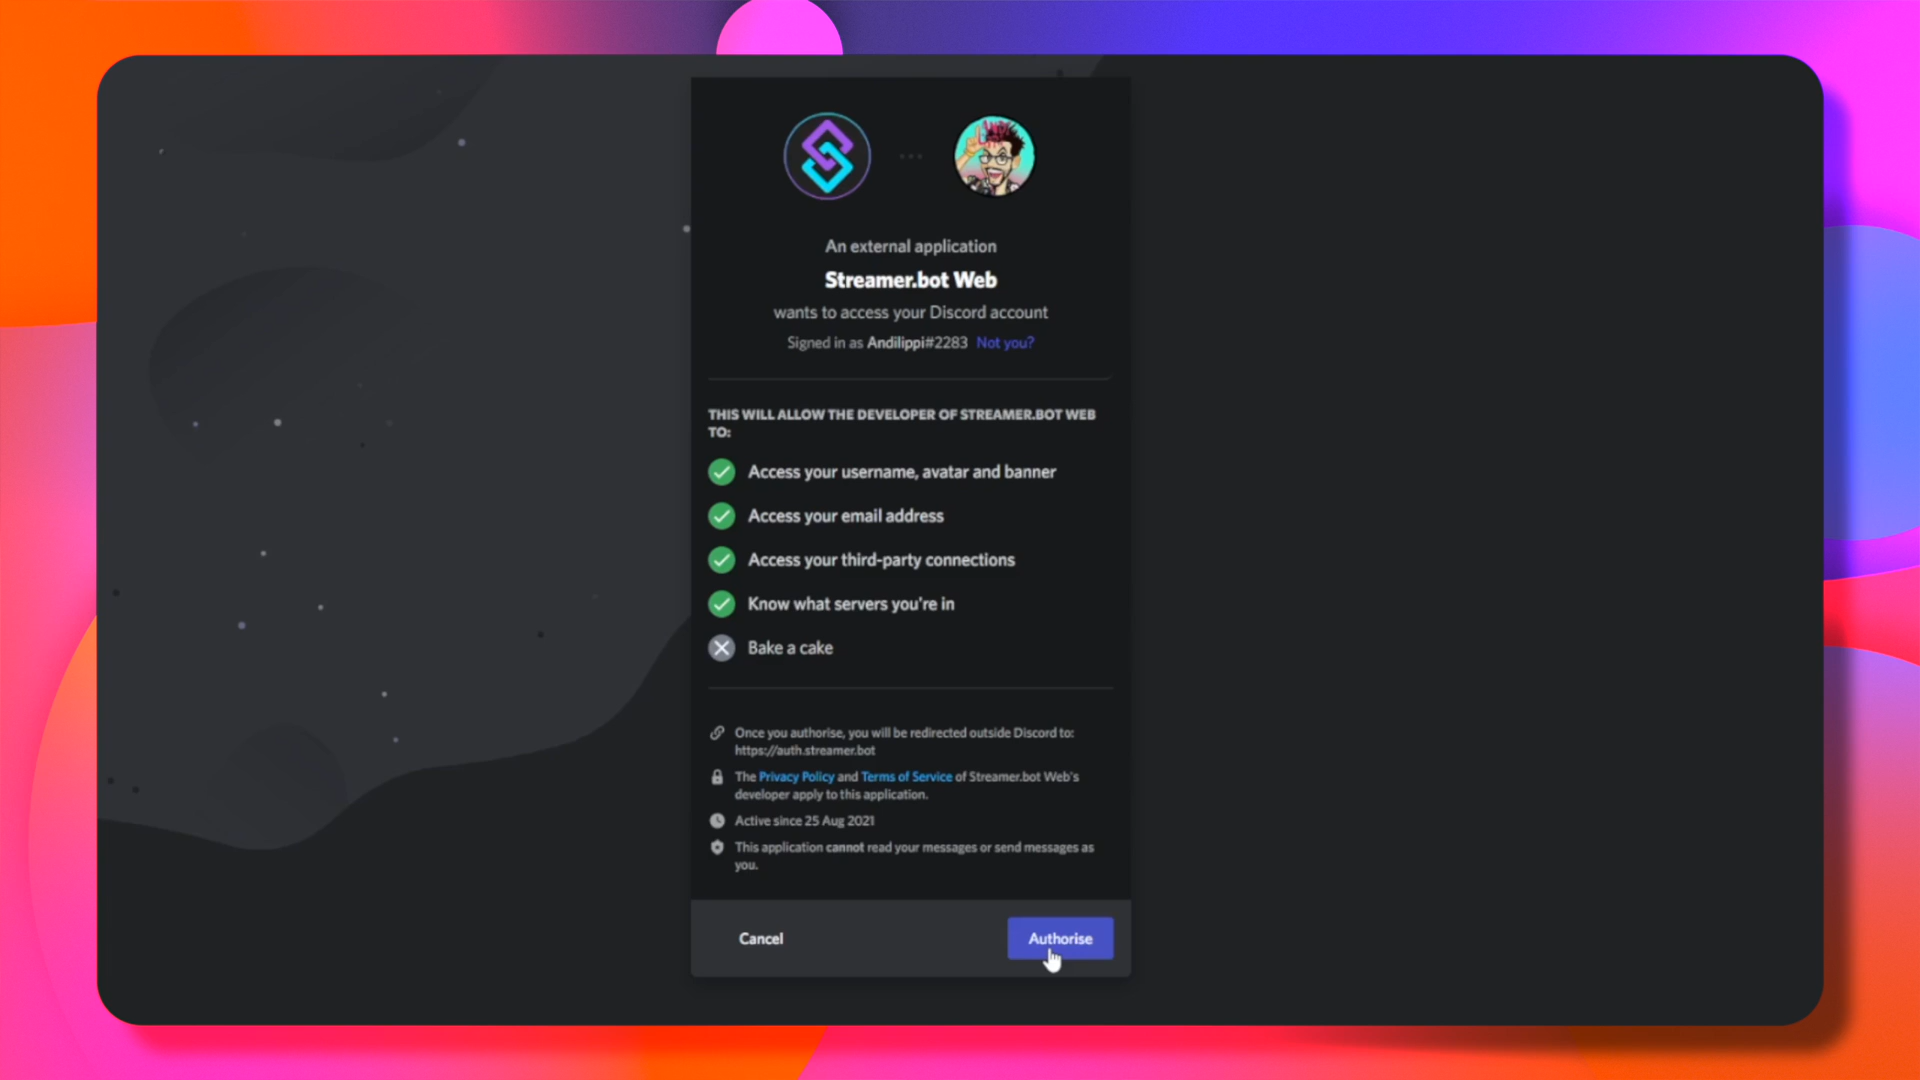 An external application
Streamer.bot Web
wants to access your Discord account
Signed in as Andilippi#2283 Not you?
THIS WILL ALLOW THE DEVELOPER OF STREAMER.BOT WEB
TO:
Access your username, avatar and banner
Access your email address
Access your third-party connections
Know what servers you're in
Bake a cake
Once you authorise, you will be redirected outside Discord to:
https://auth.streamer.bot
The Privacy Policy and Terms of Service of Streamer.bot Web's
developer apply to this application.
Active since 25 Aug 2021
This application cannot read your messages or send messages as
you.
Cancel
Authorise